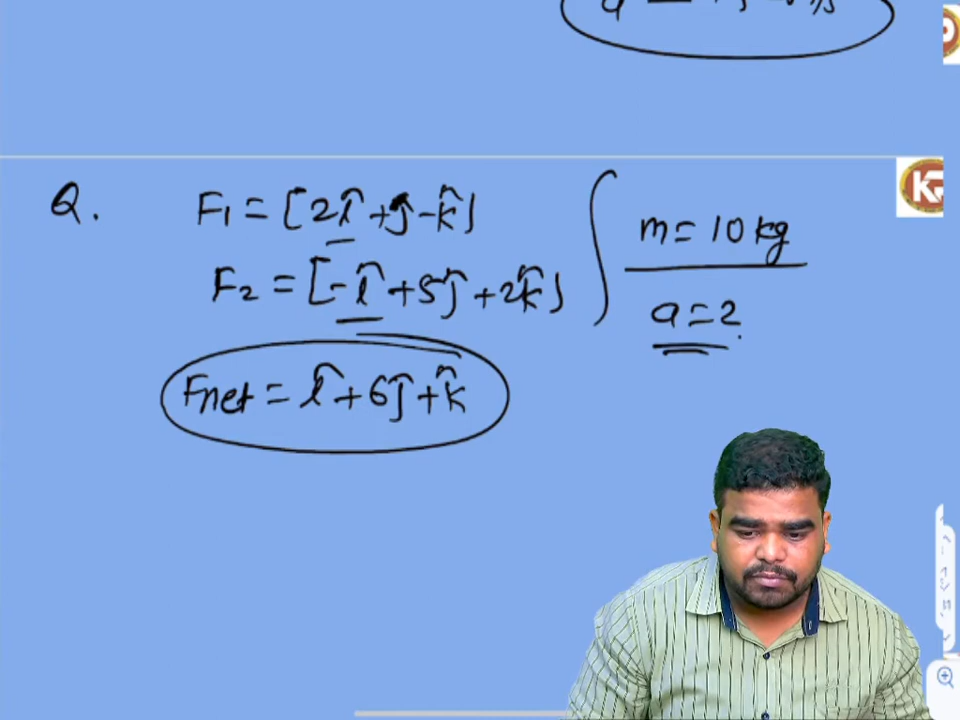 Q. F1 = [2î+ĵ-k̂]
F2 = [-î+5ĵ+2k̂]
Fnet = î+6ĵ+k̂
m= 10 kg
a=2